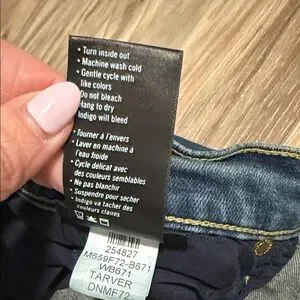 • Turn inside out
• Machine wash cold
• Gentle cycle with
like colors
Do not bleach
Hang to dry
Indigo will bleed
• Tourner à l'envers
• Laver en machine à
l'eau froide
• Cycle délicat avec
des couleurs semblables
• Ne pas blanchir
• Suspendre au sec
Indigo va tacher des
couleurs claires
254827
M659F72-B671
WB671
TARVER
DNMF72